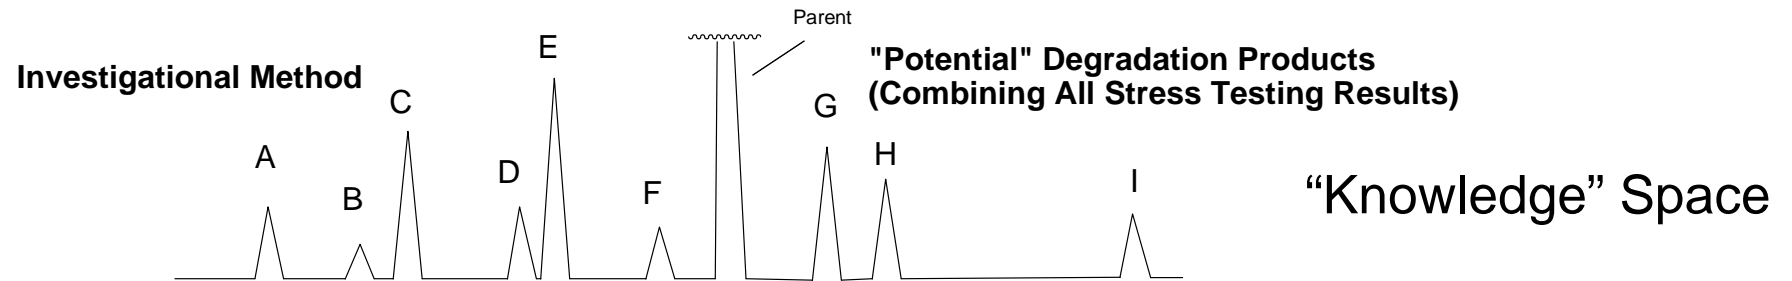 Parent
"Potential" Degradation Products
(Combining All Stress Testing Results)
Investigational Method
A
B
C
D
E
F
G
H
I
“Knowledge” Space